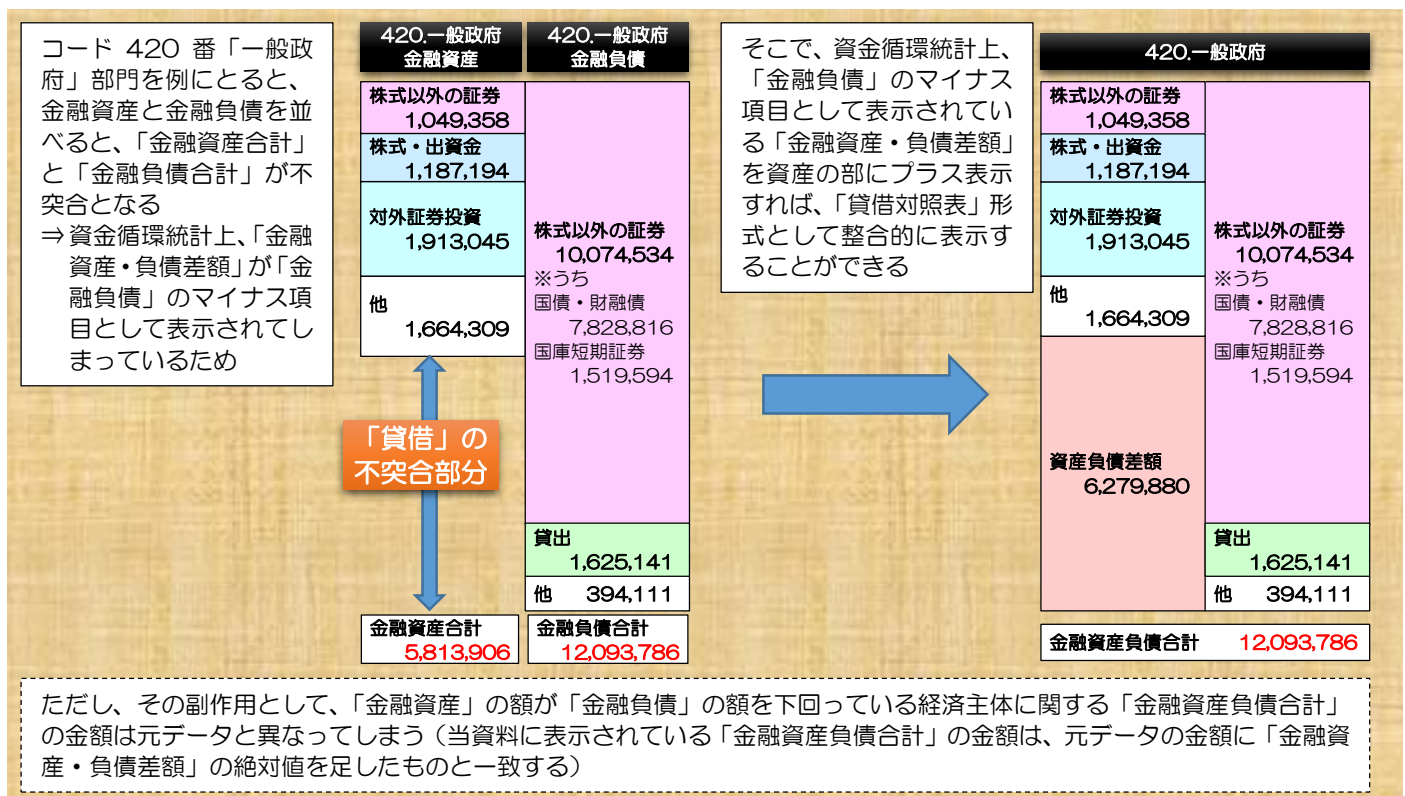 コード 420 番「一般政
府」部門を例にとると、
金融資産と金融負債を並
べると、「金融資産合計」
と「金融負債合計」が不
突合となる
⇒資金循環統計上、「金融
資産・負債差額」が「金
融負債」のマイナス項
目として表示されてし
まっているため
420.一般政府
金融資産
420.一般政府
金融負債
株式以外の証券
1,049,358
株式・出資金
1,187,194
対外証券投資
1,913,045
他
1,664,309
「貸借」の
不突合部分
株式以外の証券
10,074,534
※うち
国債・財融債
7,828,816
国庫短期証券
1,519,594
貸出
1,625,141
他 394,111
金融資産合計
5,813,906
金融負債合計
12,093,786
そこで、資金循環統計上、
「金融負債」のマイナス
項目として表示されてい
る「金融資産・負債差額」
を資産の部にプラス表示
すれば、「貸借対照表」形
式として整合的に表示す
ることができる
420.一般政府
株式以外の証券
1,049,358
株式・出資金
1,187,194
対外証券投資
1,913,045
他
1,664,309
資産負債差額
6,279,880
株式以外の証券
10,074,534
※うち
国債・財融債
7,828,816
国庫短期証券
1,519,594
貸出
1,625,141
他 394,111
金融資産負債合計 12,093,786
ただし、その副作用として、「金融資産」の額が「金融負債」の額を下回っている経済主体に関する「金融資産負債合計」
の金額は元データと異なってしまう（当資料に表示されている「金融資産負債合計」の金額は、元データの金額に「金融資
産・負債差額」の絶対値を足したものと一致する）